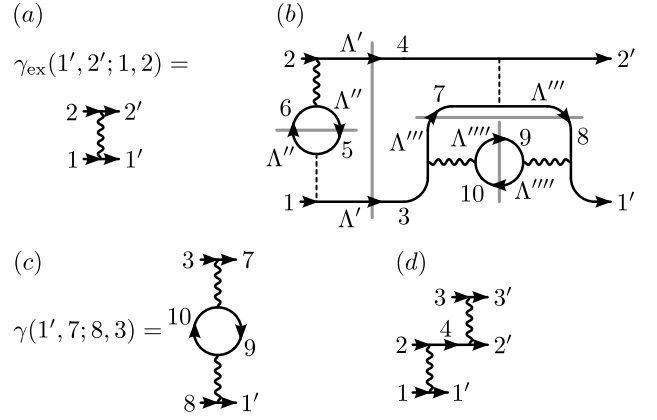 (a)
γ_ex(1′, 2′; 1, 2) =
2 2′
1 1′
(b)
2 Λ′ 4 2′
6 Λ″ 7 Λ‴
Λ″ 5 Λ‴ Λ⁗ 9 8
10 Λ⁗
1 Λ′ 3 1′
(c)
3 7
γ(1′, 7; 8, 3) = 10
9
8 1′
(d)
3 3′
2 4 2′
1 1′